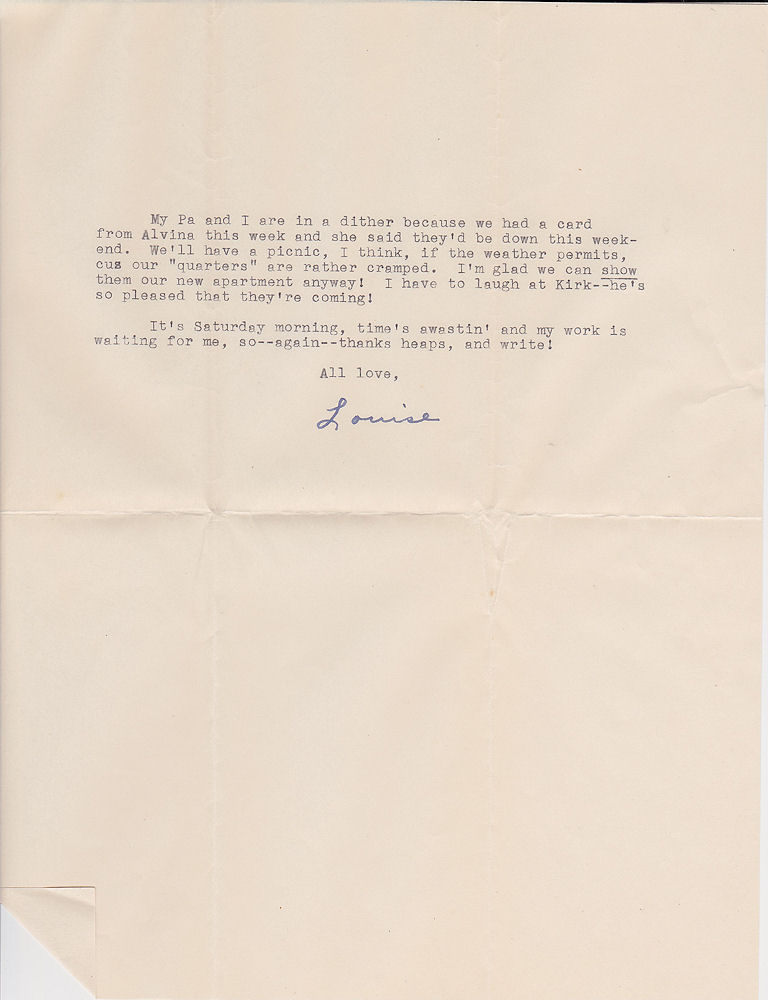 My Pa and I are in a dither because we had a card
from Alvina this week and she said they'd be down this week-
end.  We'll have a picnic, I think, if the weather permits,
cus our "quarters" are rather cramped.  I'm glad we can show
them our new apartment anyway!  I have to laugh at Kirk--he's
so pleased that they're coming!
It's Saturday morning, time's awastin' and my work is
waiting for me, so--again--thanks heaps, and write!
All love,
Louise